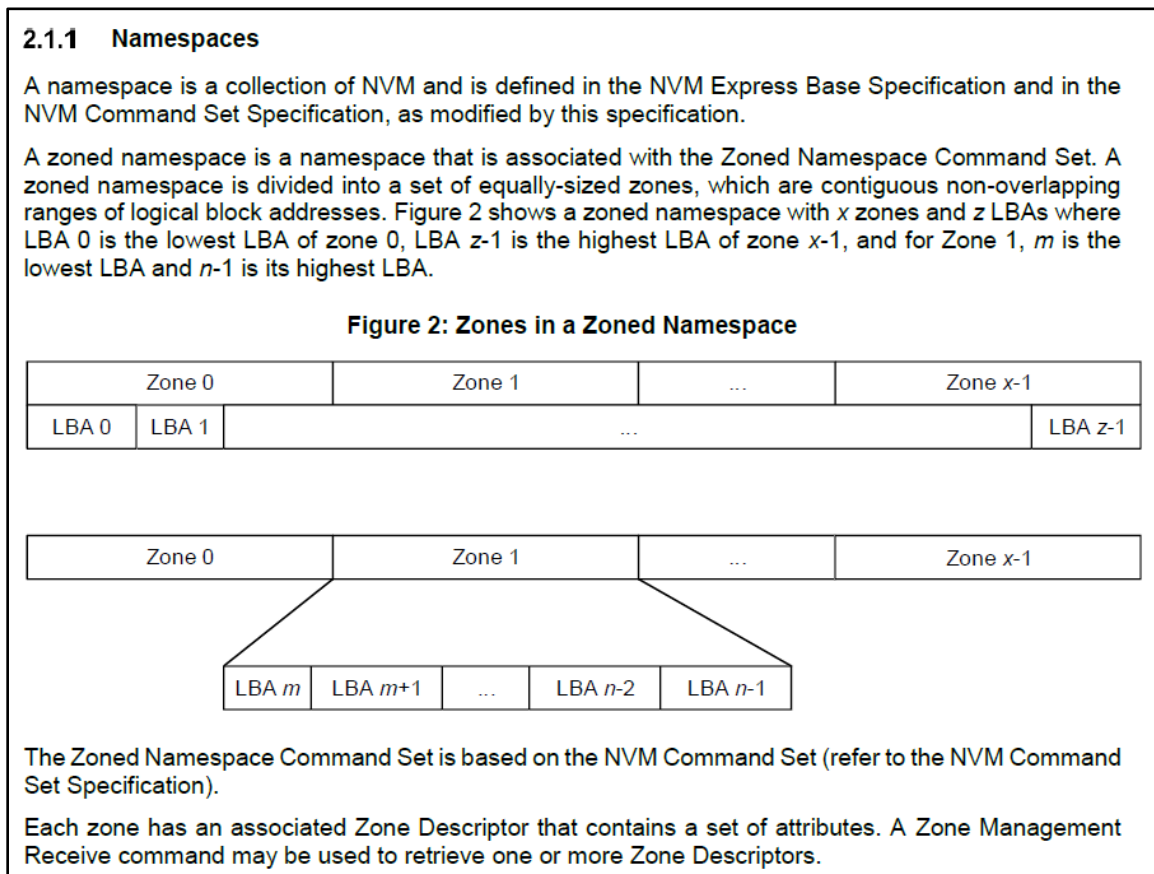 2.1.1 Namespaces
A namespace is a collection of NVM and is defined in the NVM Express Base Specification and in the
NVM Command Set Specification, as modified by this specification.
A zoned namespace is a namespace that is associated with the Zoned Namespace Command Set. A
zoned namespace is divided into a set of equally-sized zones, which are contiguous non-overlapping
ranges of logical block addresses. Figure 2 shows a zoned namespace with x zones and z LBAs where
LBA 0 is the lowest LBA of zone 0, LBA z-1 is the highest LBA of zone x-1, and for Zone 1, m is the
lowest LBA and n-1 is its highest LBA.
Figure 2: Zones in a Zoned Namespace
Zone 0 Zone 1 ... Zone x-1
LBA 0 LBA 1 ... LBA z-1
Zone 0 Zone 1 ... Zone x-1
LBA m LBA m+1 ... LBA n-2 LBA n-1
The Zoned Namespace Command Set is based on the NVM Command Set (refer to the NVM Command
Set Specification).
Each zone has an associated Zone Descriptor that contains a set of attributes. A Zone Management
Receive command may be used to retrieve one or more Zone Descriptors.